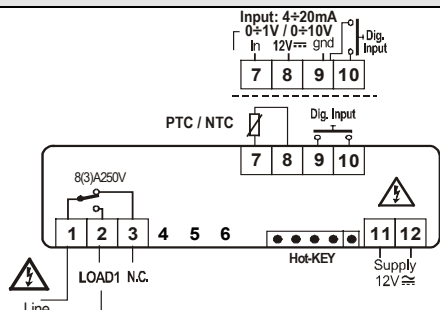 Input: 4÷20mA
0÷1V / 0÷10V
In 12V gnd
Dig.
Input
7 8 9 10
PTC / NTC
Dig. Input
7 8 9 10
8(3)A250V
1 2 3 4 5 6
11 12
Hot-KEY
LOAD1 N.C.
Supply
12V
Line